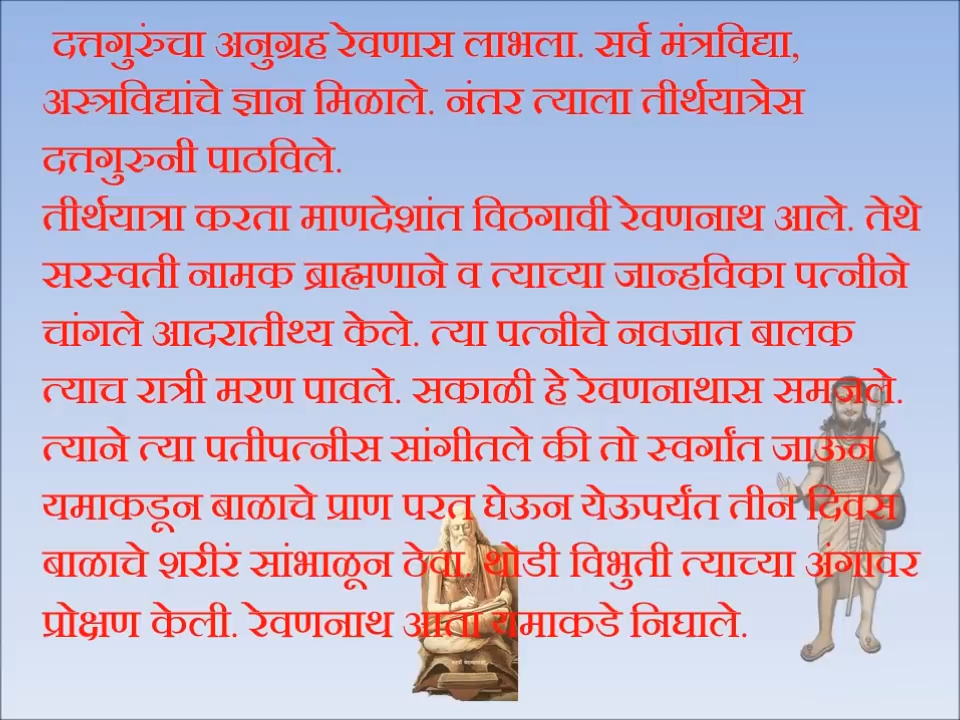 दत्तगुरुंचा अनुग्रह रेवणास लाभला. सर्व मंत्रविद्या,
अस्त्रविद्यांचे ज्ञान मिळाले. नंतर त्याला तीर्थयात्रेस
दत्तगुरुनी पाठविले.
तीर्थयात्रा करता माणदेशांत विठगावी रेवणनाथ आले. तेथे
सरस्वती नामक ब्राह्मणाने व त्याच्या जान्हविका पत्नीने
चांगले आदरातीथ्य केले. त्या पत्नीचे नवजात बालक
त्याच रात्री मरण पावले. सकाळी हे रेवणनाथास समजले.
त्याने त्या पतीपत्नीस सांगीतले की तो स्वर्गांत जाऊन
यमाकडून बाळाचे प्राण परत घेऊन येऊपर्यंत तीन दिवस
बाळाचे शरीरं सांभाळून ठेवा. थोडी विभुती त्याच्या अंगावर
प्रोक्षण केली. रेवणनाथ आता यमाकडे निघाले.